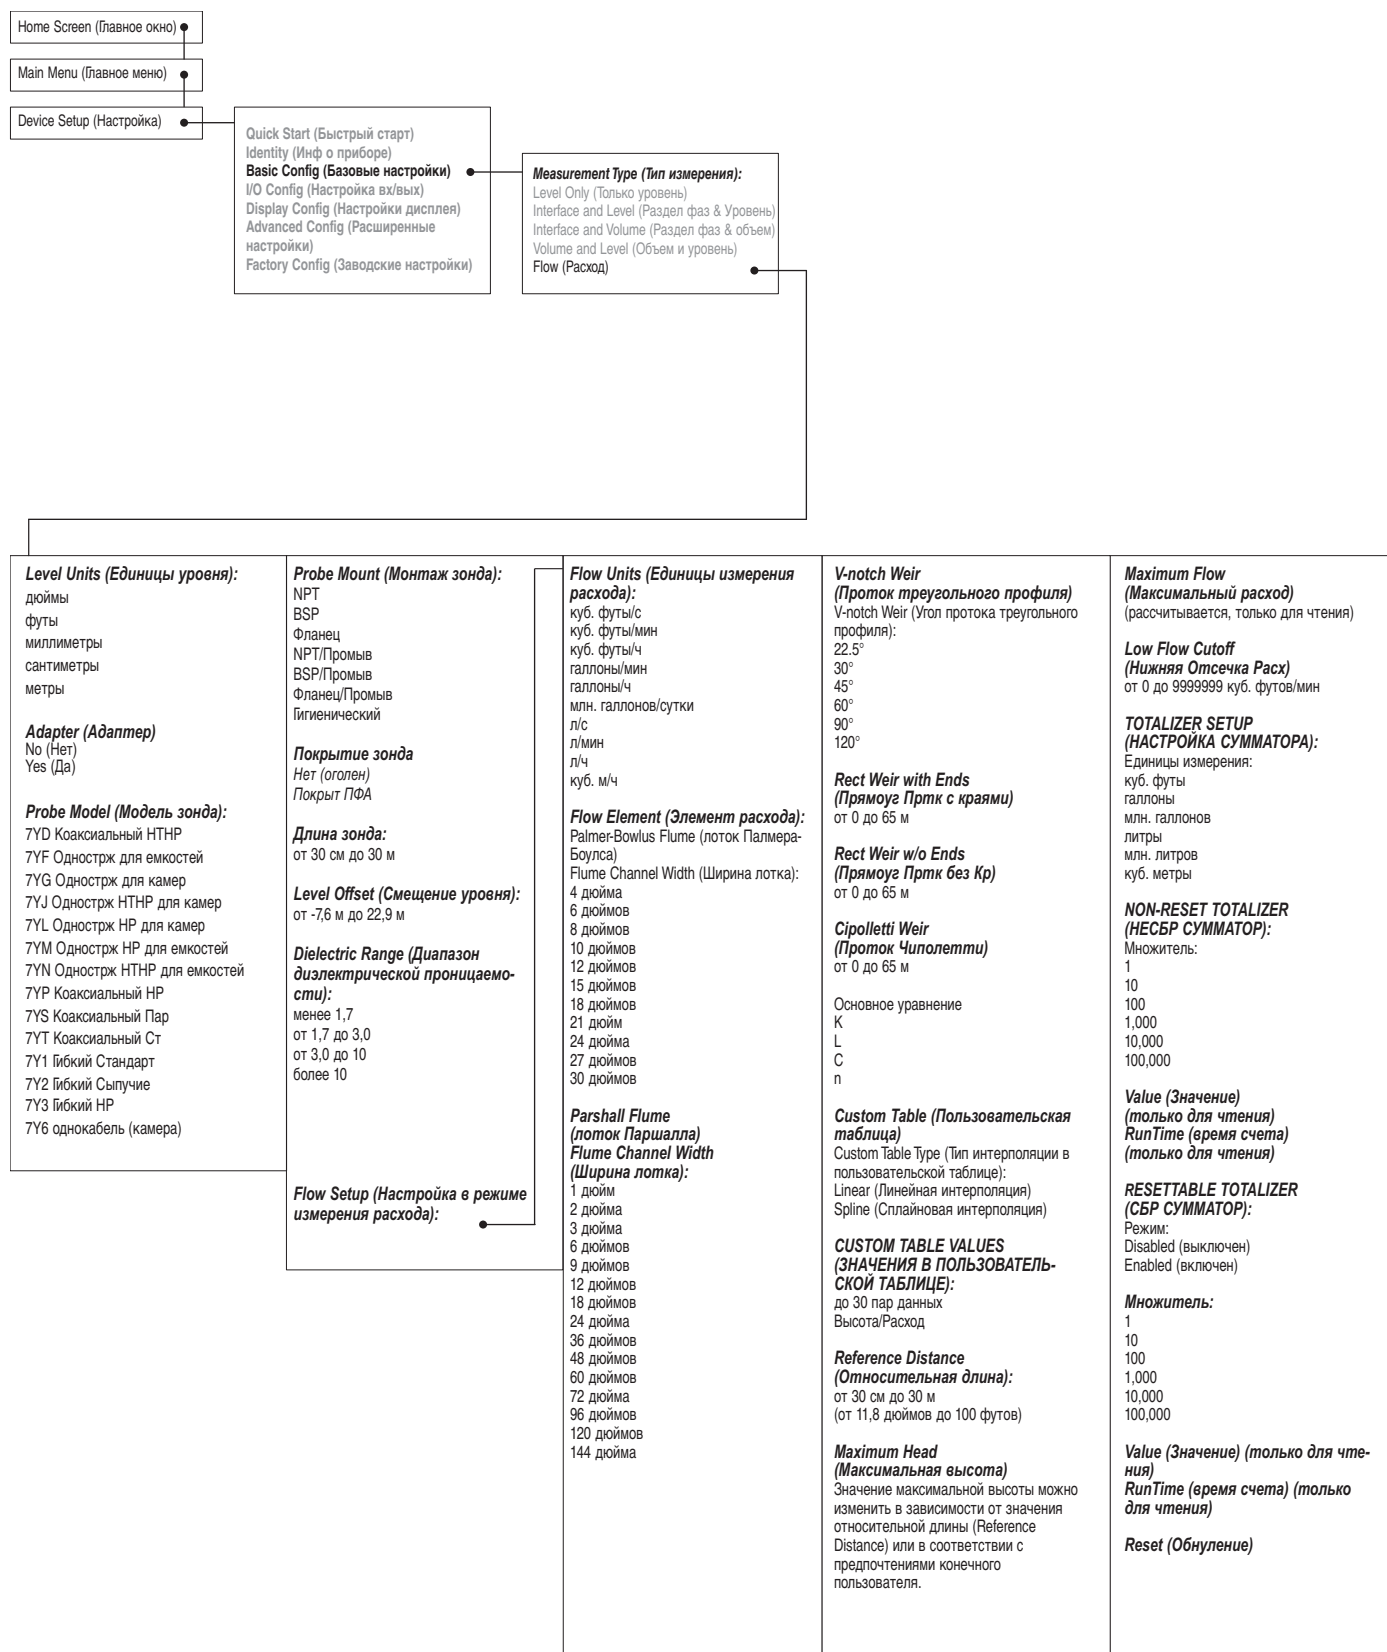 Home Screen (Главное окно)
Main Menu (Главное меню)
Device Setup (Настройка)
Quick Start (Быстрый старт)
Identity (Инф о приборе)
Basic Config (Базовые настройки)
I/O Config (Настройка вх/вых)
Display Config (Настройки дисплея)
Advanced Config (Расширенные
настройки)
Factory Config (Заводские настройки)
Measurement Type (Тип измерения):
Level Only (Только уровень)
Interface and Level (Раздел фаз & Уровень)
Interface and Volume (Раздел фаз & объем)
Volume and Level (Объем и уровень)
Flow (Расход)
Level Units (Единицы уровня):
дюймы
футы
миллиметры
сантиметры
метры
Adapter (Адаптер)
No (Нет)
Yes (Да)
Probe Model (Модель зонда):
7YD Коаксиальный HTHP
7YF Одностpж для емкостей
7YG Одностpж для камер
7YJ Одностpж HTHP для камер
7YL Одностpж HP для камер
7YM Одностpж HP для емкостей
7YN Одностpж HTHP для емкостей
7YP Коаксиальный HP
7YS Коаксиальный Пар
7YT Коаксиальный Ст
7Y1 Гибкий Стандарт
7Y2 Гибкий Сыпучие
7Y3 Гибкий HP
7Y6 однокабель (камера)
Probe Mount (Монтаж зонда):
NPT
BSP
Фланец
NPT/Промыв
BSP/Промыв
Фланец/Промыв
Гигиенический
Покрытие зонда
Нет (оголен)
Покрыт ПФА
Длина зонда:
от 30 см до 30 м
Level Offset (Смещение уровня):
от -7,6 м до 22,9 м
Dielectric Range (Диапазон
диэлектрической проницаемо-
сти):
менее 1,7
от 1,7 до 3,0
от 3,0 до 10
более 10
Flow Setup (Настройка в режиме
измерения расхода):
Flow Units (Единицы измерения
расхода):
куб. футы/с
куб. футы/мин
куб. футы/ч
галлоны/мин
галлоны/ч
млн. галлонов/сутки
л/с
л/мин
л/ч
куб. м/ч
Flow Element (Элемент расхода):
Palmer-Bowlus Flume (лоток Палмера-
Боулса)
Flume Channel Width (Ширина лотка):
4 дюйма
6 дюймов
8 дюймов
10 дюймов
12 дюймов
15 дюймов
18 дюймов
21 дюйм
24 дюйма
27 дюймов
30 дюймов
Parshall Flume
(лоток Паршалла)
Flume Channel Width
(Ширина лотка):
1 дюйм
2 дюйма
3 дюйма
6 дюймов
9 дюймов
12 дюймов
18 дюймов
24 дюйма
36 дюймов
48 дюймов
60 дюймов
72 дюйма
96 дюймов
120 дюймов
144 дюйма
V-notch Weir
(Проток треугольного профиля)
V-notch Weir (Угол протока треугольного
профиля):
22.5°
30°
45°
60°
90°
120°
Rect Weir with Ends
(Прямоуг Пртк с краями)
от 0 до 65 м
Rect Weir w/o Ends
(Прямоуг Пртк без Кр)
от 0 до 65 м
Cipolletti Weir
(Проток Чиполетти)
от 0 до 65 м
Основное уравнение
K
L
C
n
Custom Table (Пользовательская
таблица)
Custom Table Type (Тип интерполяции в
пользовательской таблице):
Linear (Линейная интерполяция)
Spline (Сплайновая интерполяция)
CUSTOM TABLE VALUES
(ЗНАЧЕНИЯ В ПОЛЬЗОВАТЕЛЬ-
СКОЙ ТАБЛИЦЕ):
до 30 пар данных
Высота/Расход
Reference Distance
(Относительная длина):
от 30 см до 30 м
(от 11,8 дюймов до 100 футов)
Maximum Head
(Максимальная высота)
Значение максимальной высоты можно
изменить в зависимости от значения
относительной длины (Reference
Distance) или в соответствии с
предпочтениями конечного
пользователя.
Maximum Flow
(Максимальный расход)
(рассчитывается, только для чтения)
Low Flow Cutoff
(Нижняя Отсечка Расх)
от 0 до 9999999 куб. футов/мин
TOTALIZER SETUP
(НАСТРОЙКА СУММАТОРА):
Единицы измерения:
куб. футы
галлоны
млн. галлонов
литры
млн. литров
куб. метры
NON-RESET TOTALIZER
(НЕСБР СУММАТОР):
Множитель:
1
10
100
1,000
10,000
100,000
Value (Значение)
(только для чтения)
RunTime (время счета)
(только для чтения)
RESETTABLE TOTALIZER
(СБР СУММАТОР):
Режим:
Disabled (выключен)
Enabled (включен)
Множитель:
1
10
100
1,000
10,000
100,000
Value (Значение) (только для чте-
ния)
RunTime (время счета) (только
для чтения)
Reset (Обнуление)